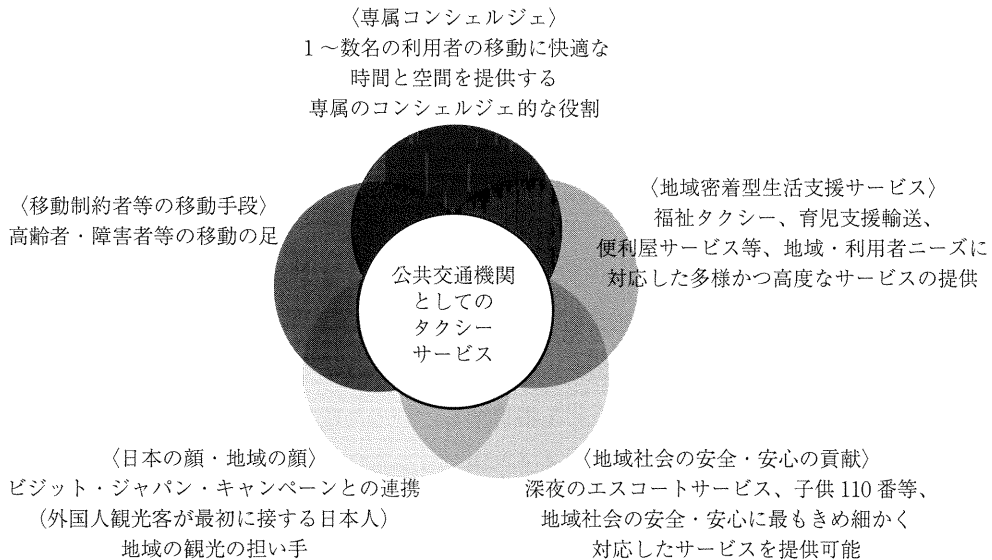 〈専属コンシェルジェ〉
1～数名の利用者の移動に快適な
時間と空間を提供する
専属のコンシェルジェ的な役割
〈移動制約者等の移動手段〉
高齢者・障害者等の移動の足
〈地域密着型生活支援サービス〉
福祉タクシー、育児支援輸送、
便利屋サービス等、地域・利用者ニーズに
対応した多様かつ高度なサービスの提供
公共交通機関
としての
タクシー
サービス
〈日本の顔・地域の顔〉
ビジット・ジャパン・キャンペーンとの連携
（外国人観光客が最初に接する日本人）
地域の観光の担い手
〈地域社会の安全・安心の貢献〉
深夜のエスコートサービス、子供110番等、
地域社会の安全・安心に最もきめ細かく
対応したサービスを提供可能